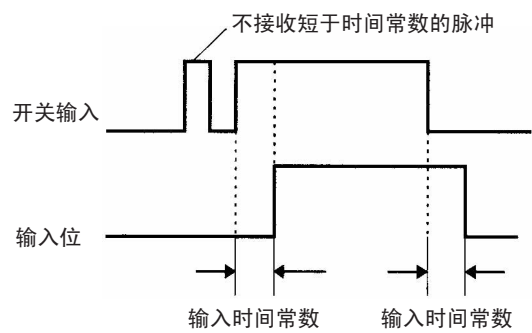 不接收短于时间常数的脉冲
开关输入
输入位
输入时间常数 输入时间常数